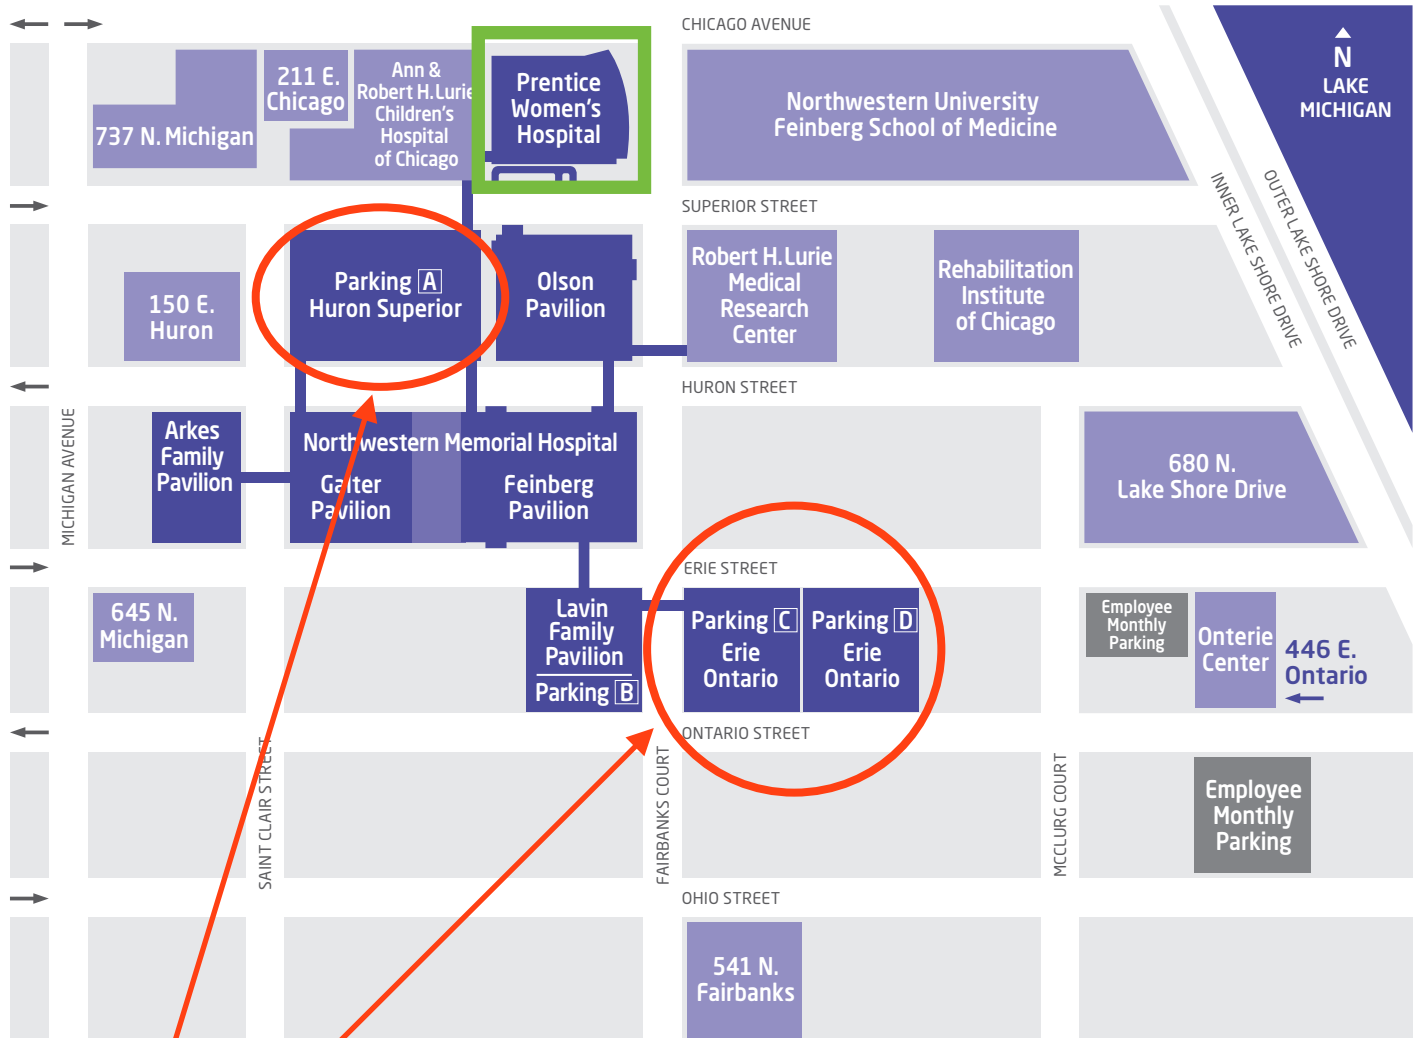 CHICAGO AVENUE
N
LAKE
MICHIGAN
737 N. Michigan
211 E.
Chicago
Ann &
Robert H. Lurie
Children's
Hospital
of Chicago
Prentice
Women's
Hospital
Northwestern University
Feinberg School of Medicine
INNER LAKE SHORE DRIVE
OUTER LAKE SHORE DRIVE
SUPERIOR STREET
150 E.
Huron
Parking A
Huron Superior
Olson
Pavilion
Robert H. Lurie
Medical
Research
Center
Rehabilitation
Institute
of Chicago
HURON STREET
MICHIGAN AVENUE
Arkes
Family
Pavilion
Northwestern Memorial Hospital
Galter
Pavilion
Feinberg
Pavilion
680 N.
Lake Shore Drive
ERIE STREET
645 N.
Michigan
Lavin
Family
Pavilion
Parking B
Parking C
Erie
Ontario
Parking D
Erie
Ontario
Employee
Monthly
Parking
Onterie
Center
446 E.
Ontario
ONTARIO STREET
SAINT CLAIR STREET
FAIRBANKS COURT
MCCLURG COURT
Employee
Monthly
Parking
OHIO STREET
541 N.
Fairbanks